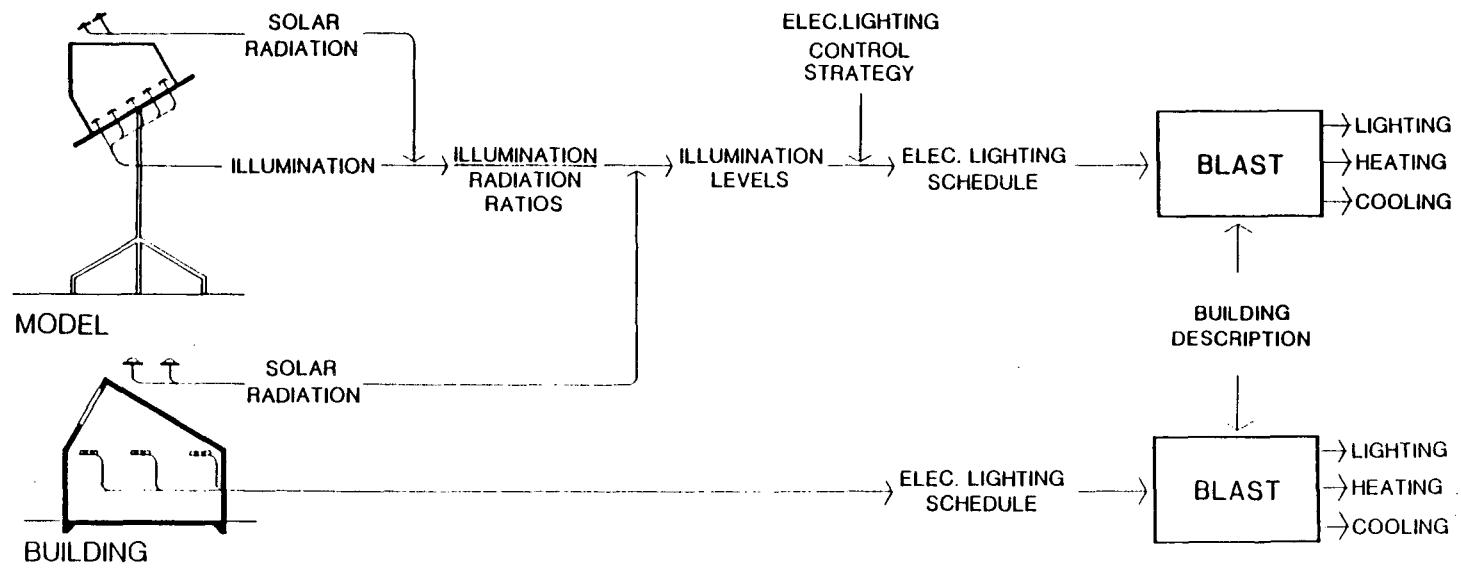 SOLAR
RADIATION
ELEC.LIGHTING
CONTROL
STRATEGY
ILLUMINATION
ILLUMINATION
RADIATION
RATIOS
ILLUMINATION
LEVELS
ELEC. LIGHTING
SCHEDULE
BLAST
LIGHTING
HEATING
COOLING
MODEL
BUILDING
DESCRIPTION
SOLAR
RADIATION
ELEC. LIGHTING
SCHEDULE
BLAST
LIGHTING
HEATING
COOLING
BUILDING